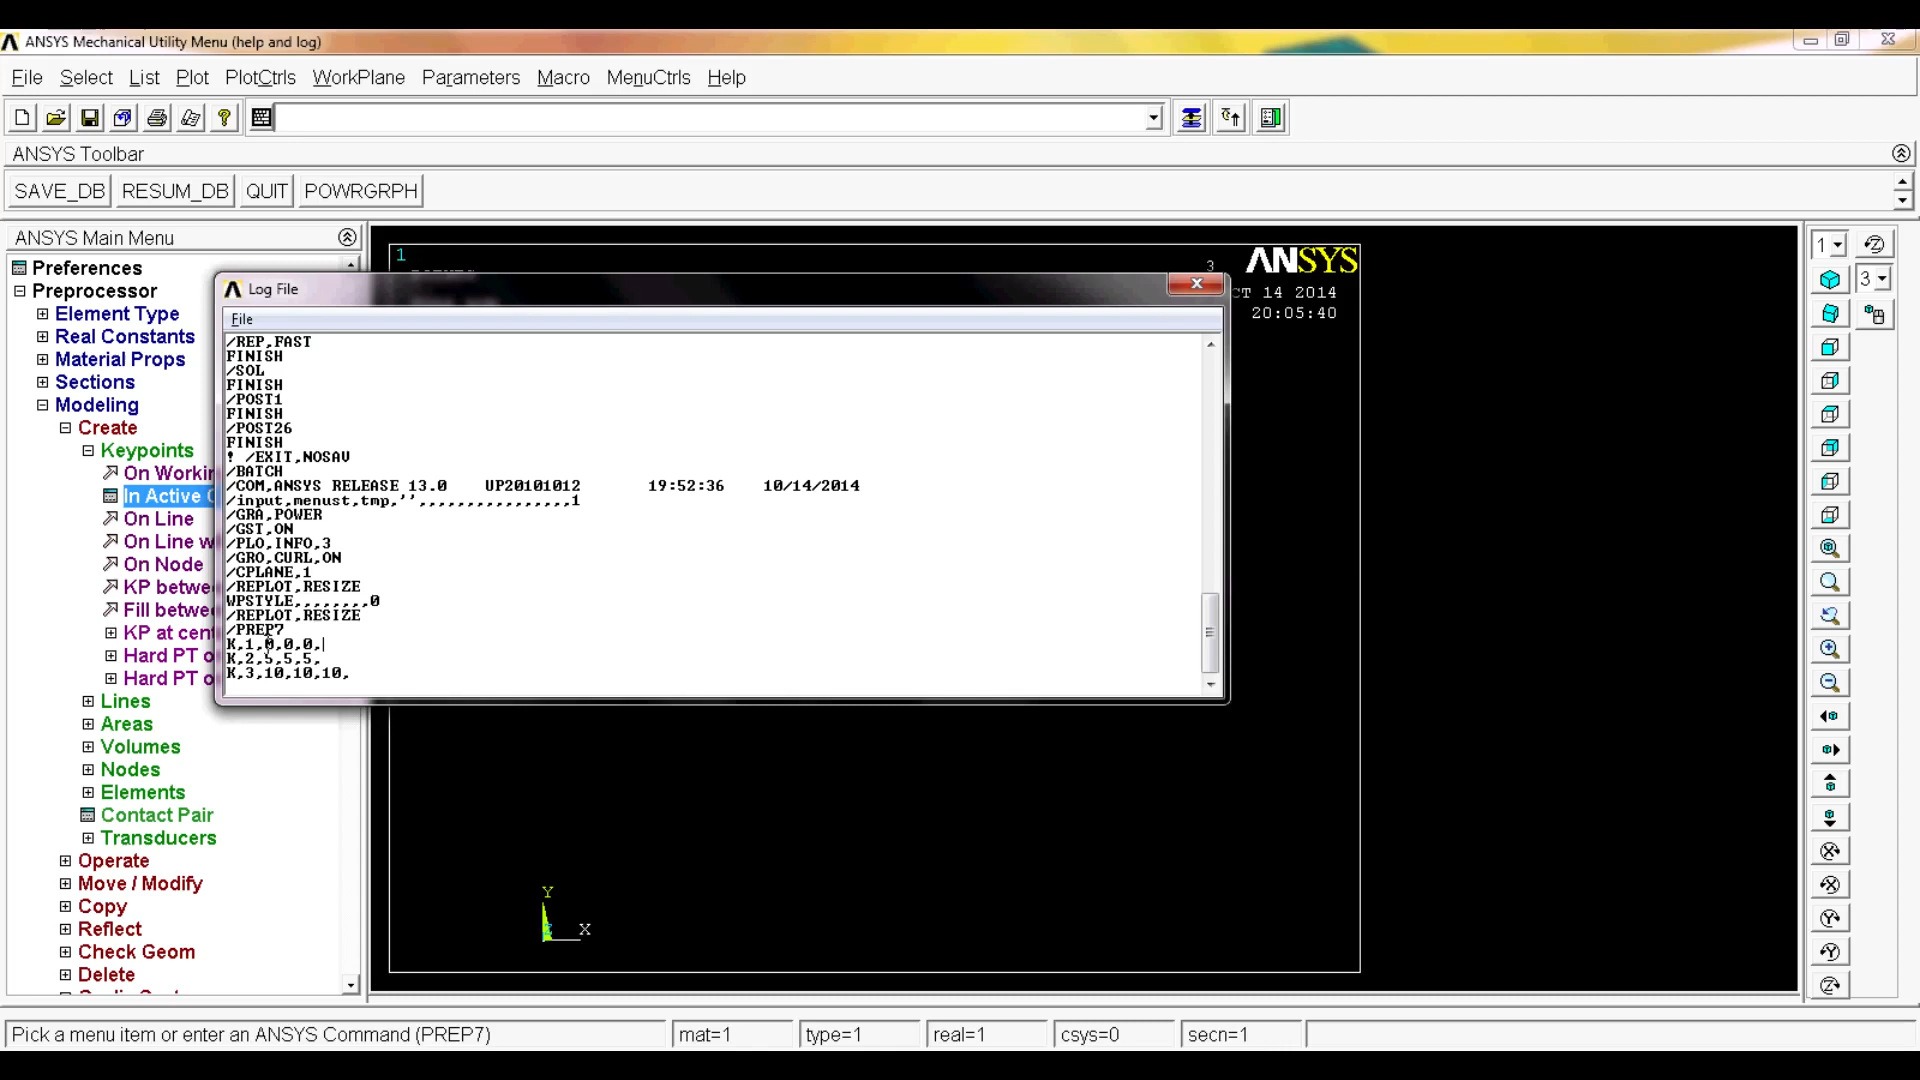 ANSYS Mechanical Utility Menu (help and log)
File Select List Plot PlotCtrls WorkPlane Parameters Macro MenuCtrls Help
ANSYS Toolbar
SAVE_DB RESUM_DB QUIT POWRGRPH
ANSYS Main Menu
Preferences
Preprocessor
Element Type
Real Constants
Material Props
Sections
Modeling
Create
Keypoints
On Workin
In Active C
On Line
On Line w
On Node
KP betwe
Fill betwe
KP at cent
Hard PT o
Hard PT o
Lines
Areas
Volumes
Nodes
Elements
Contact Pair
Transducers
Operate
Move / Modify
Copy
Reflect
Check Geom
Delete
1
3
ANSYS
CT 14 2014
20:05:40
Log File
File
/REP,FAST
FINISH
/SOL
FINISH
/POST1
FINISH
/POST26
FINISH
! /EXIT,NOSAV
/BATCH
/COM,ANSYS RELEASE 13.0 UP20101012 19:52:36 10/14/2014
/input,menust,tmp,'',,,,,,,,,,,,,,,,1
/GRA,POWER
/GST,ON
/PLO,INFO,3
/GRO,CURL,ON
/CPLANE,1
/REPLOT,RESIZE
WPSTYLE,,,,,,,,0
/REPLOT,RESIZE
/PREP7
K,1,0,0,0,
K,2,5,5,5,
K,3,10,10,10,
Y
X
1
3
Pick a menu item or enter an ANSYS Command (PREP7) mat=1 type=1 real=1 csys=0 secn=1